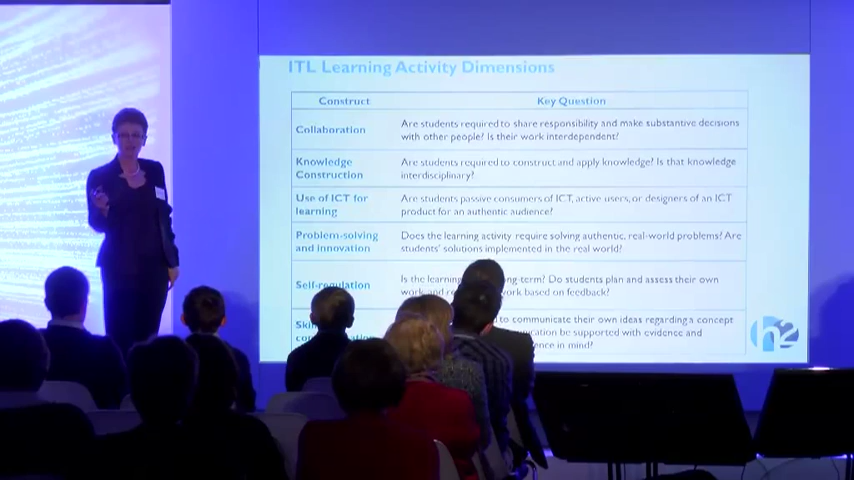 ITL Learning Activity Dimensions
Construct Key Question
Collaboration
Are students required to share responsibility and make substantive decisions
with other people? Is their work interdependent?
Knowledge
Construction
Are students required to construct and apply knowledge? Is that knowledge
interdisciplinary?
Use of ICT for
learning
Are students passive consumers of ICT, active users, or designers of an ICT
product for an authentic audience?
Problem-solving
and innovation
Does the learning activity require solving authentic, real-world problems? Are
students' solutions implemented in the real world?
Self-regulation
Is the learning long-term? Do students plan and assess their own
work and work based on feedback?
to communicate their own ideas regarding a concept
be supported with evidence and
in mind?
h2